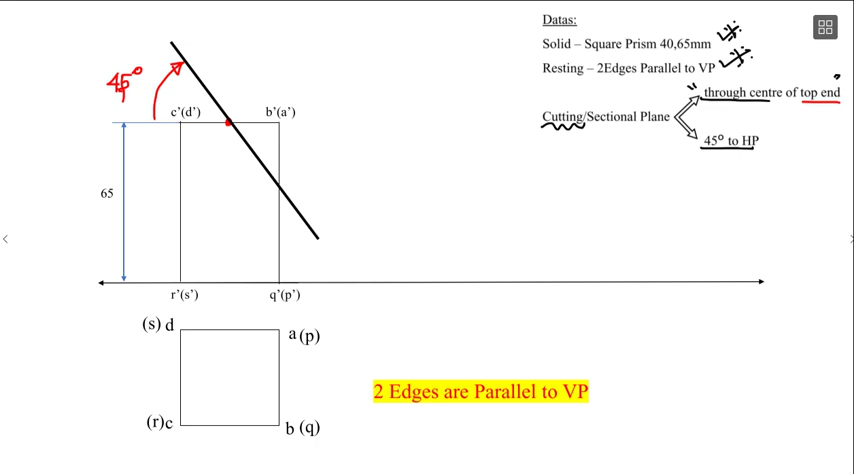 Datas:
Solid – Square Prism 40,65mm
Resting – 2Edges Parallel to VP
through centre of top end
Cutting/Sectional Plane
45⁰ to HP
45°
c’(d’)
b’(a’)
65
r’(s’)
q’(p’)
(s) d
a (p)
(r)c
b (q)
2 Edges are Parallel to VP